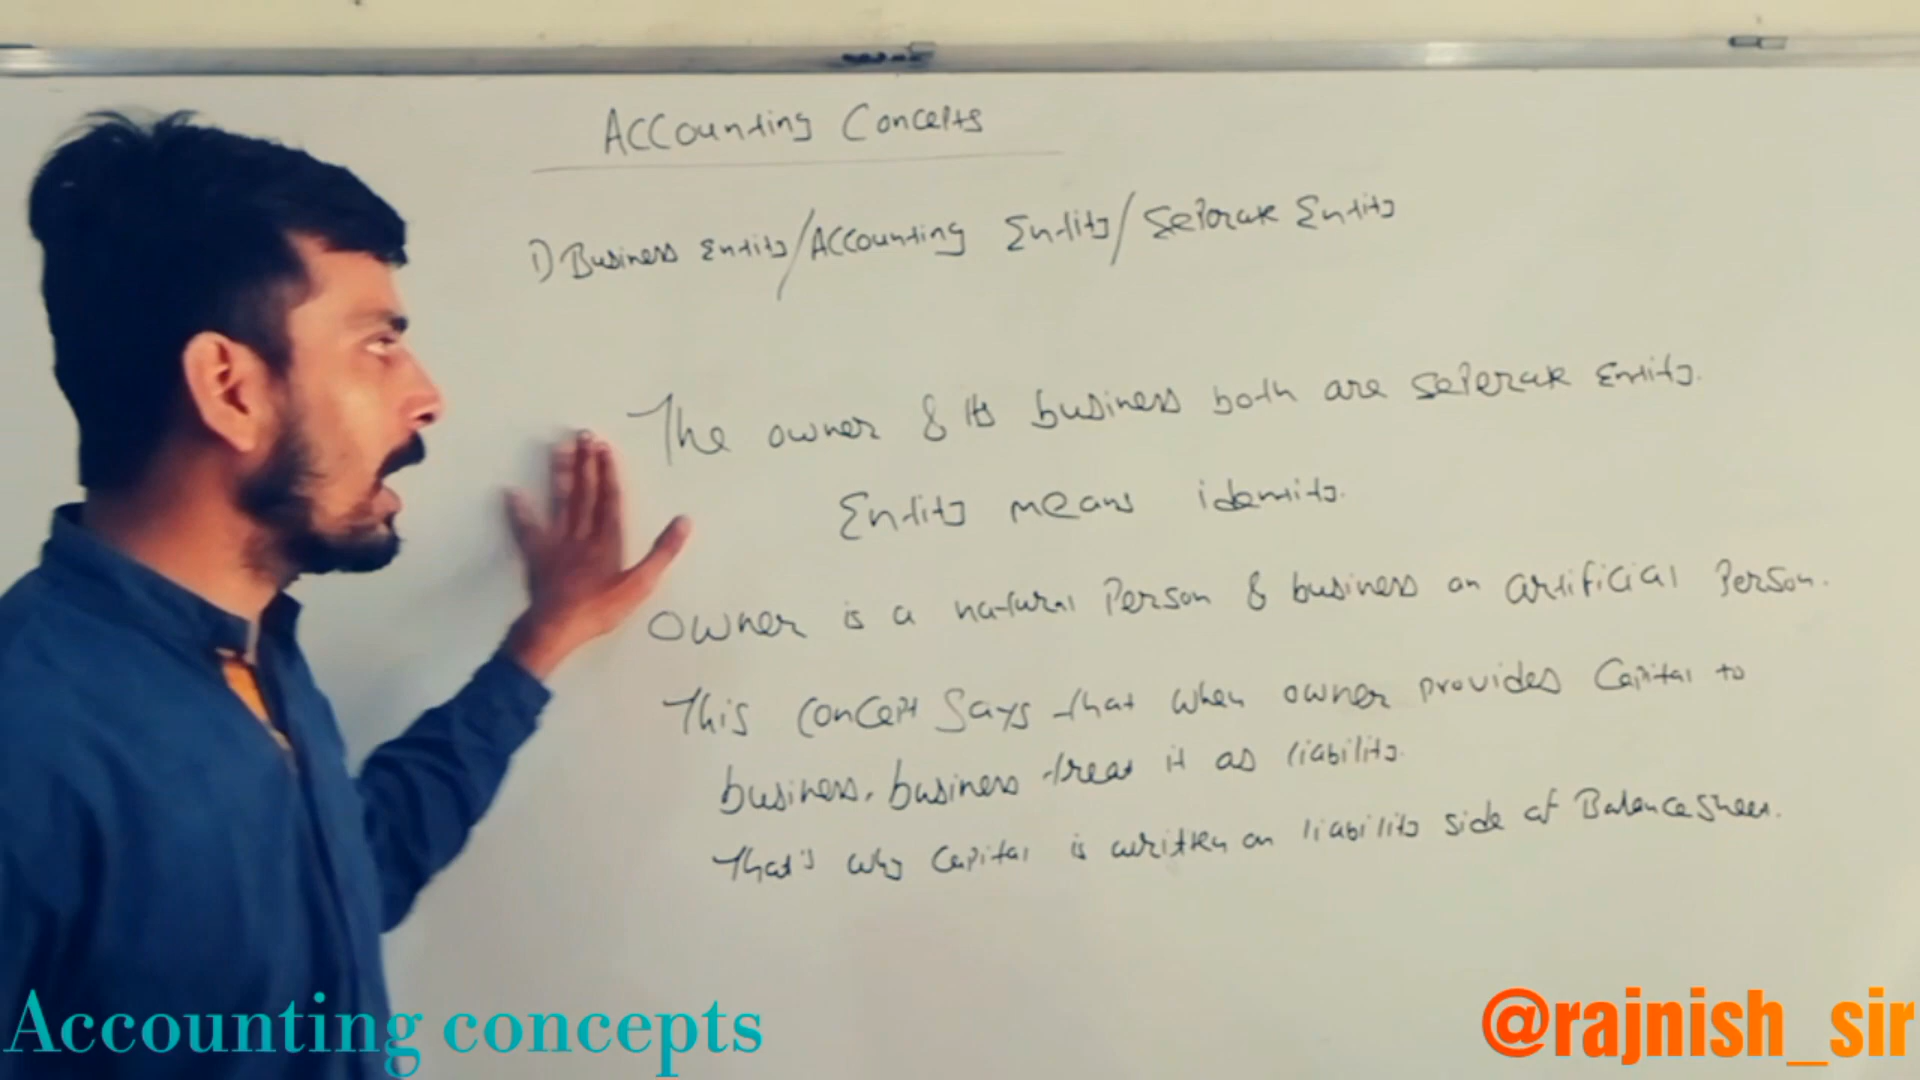 Accounting Concepts
1) Business Entity/Accounting Entity/Seperate Entity
The owner & its business both are seperate Entity.
Entity means identity.
Owner is a natural Person & business an artificial Person.
This concept says that when owner provides Capital to
business, business treat it as liability.
That's why Capital is written on liability side of Balance sheet.
Accounting concepts
@rajnish_sir